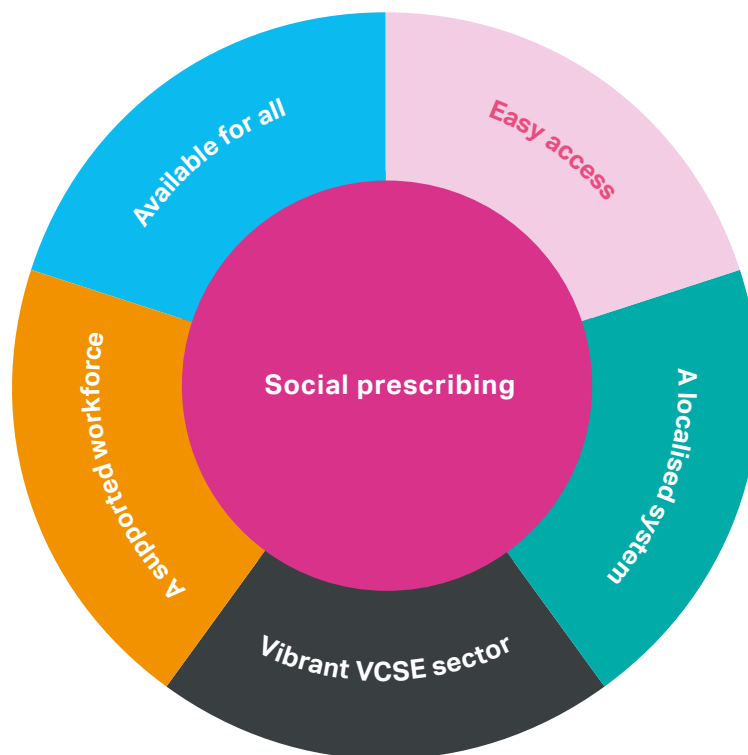 Available for all
Easy access
Social prescribing
A supported workforce
A localised system
Vibrant VCSE sector